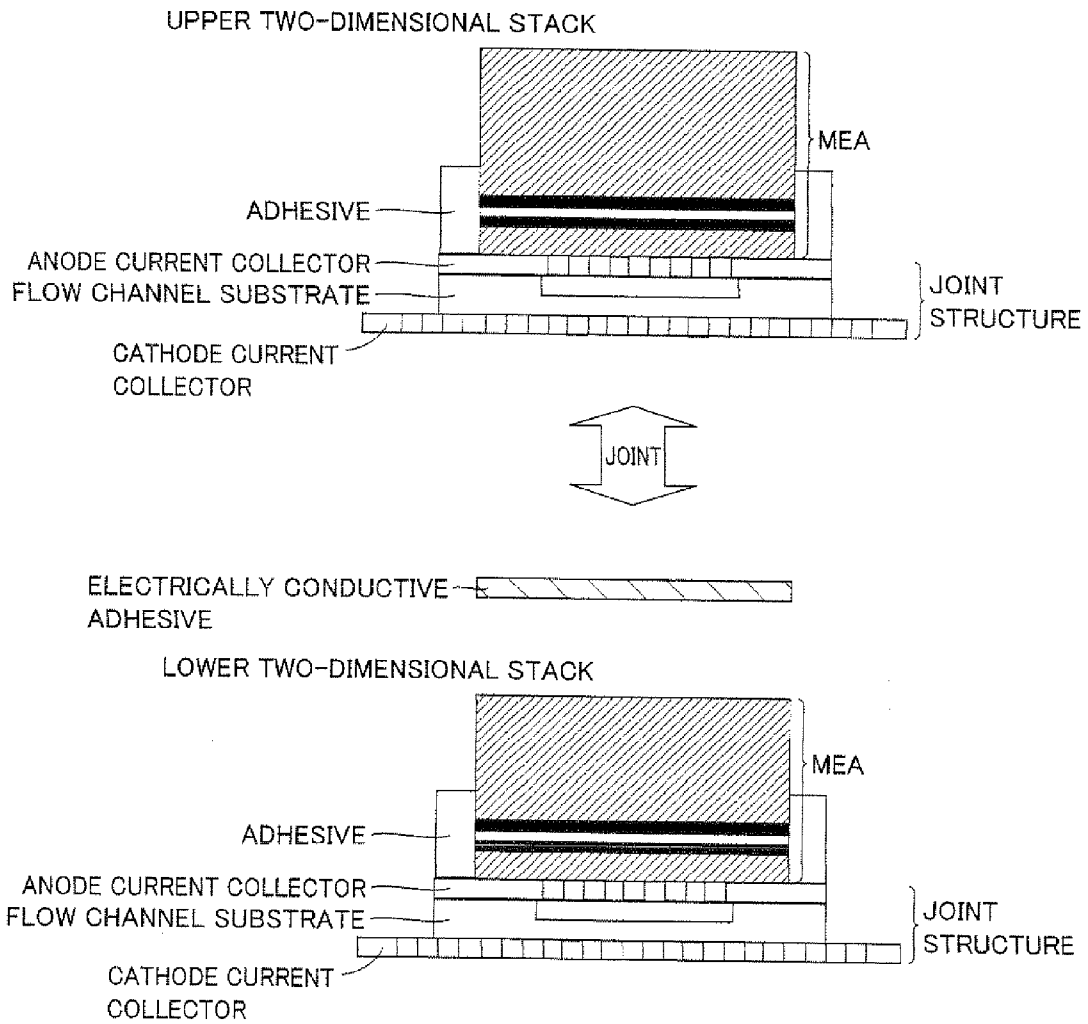 UPPER TWO-DIMENSIONAL STACK
MEA
ADHESIVE
ANODE CURRENT COLLECTOR
FLOW CHANNEL SUBSTRATE
JOINT
STRUCTURE
CATHODE CURRENT
COLLECTOR
JOINT
ELECTRICALLY CONDUCTIVE
ADHESIVE
LOWER TWO-DIMENSIONAL STACK
MEA
ADHESIVE
ANODE CURRENT COLLECTOR
FLOW CHANNEL SUBSTRATE
JOINT
STRUCTURE
CATHODE CURRENT
COLLECTOR